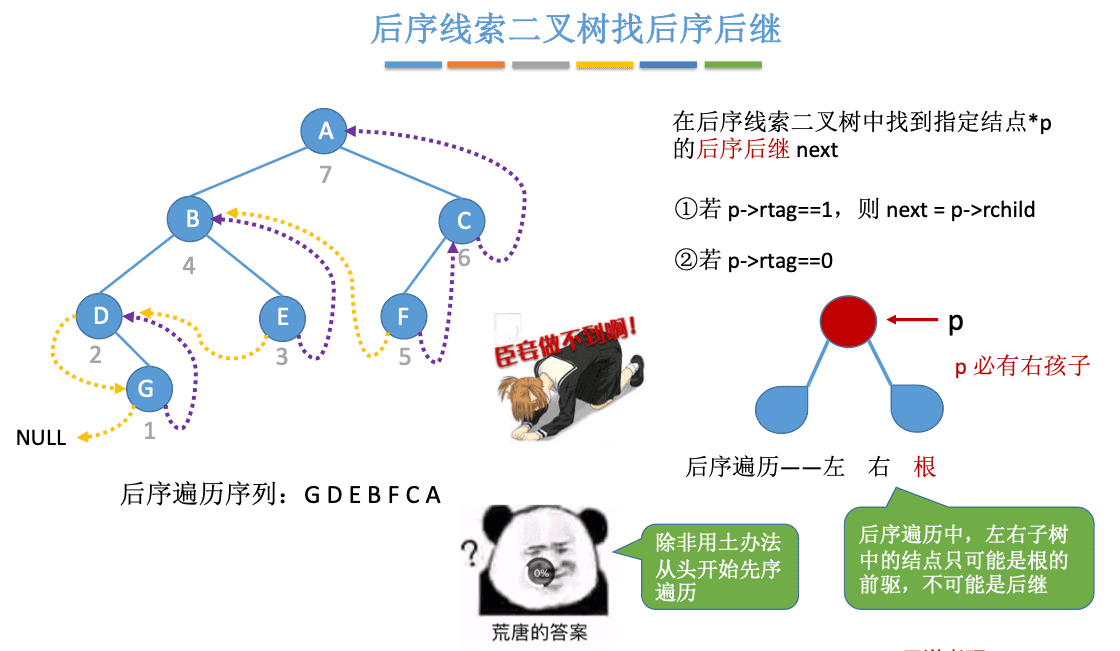 后序线索二叉树找后序后继
A
7
B
4
C
6
D
2
E
3
F
5
G
1
NULL
后序遍历序列：G D E B F C A
在后序线索二叉树中找到指定结点*p
的后序后继 next
①若 p->rtag==1，则 next = p->rchild
②若 p->rtag==0
臣妾做不到啊！
p
p 必有右孩子
后序遍历——左 右 根
后序遍历中，左右子树
中的结点只可能是根的
前驱，不可能是后继
除非用土办法
从头开始先序
遍历
?
0%
荒唐的答案